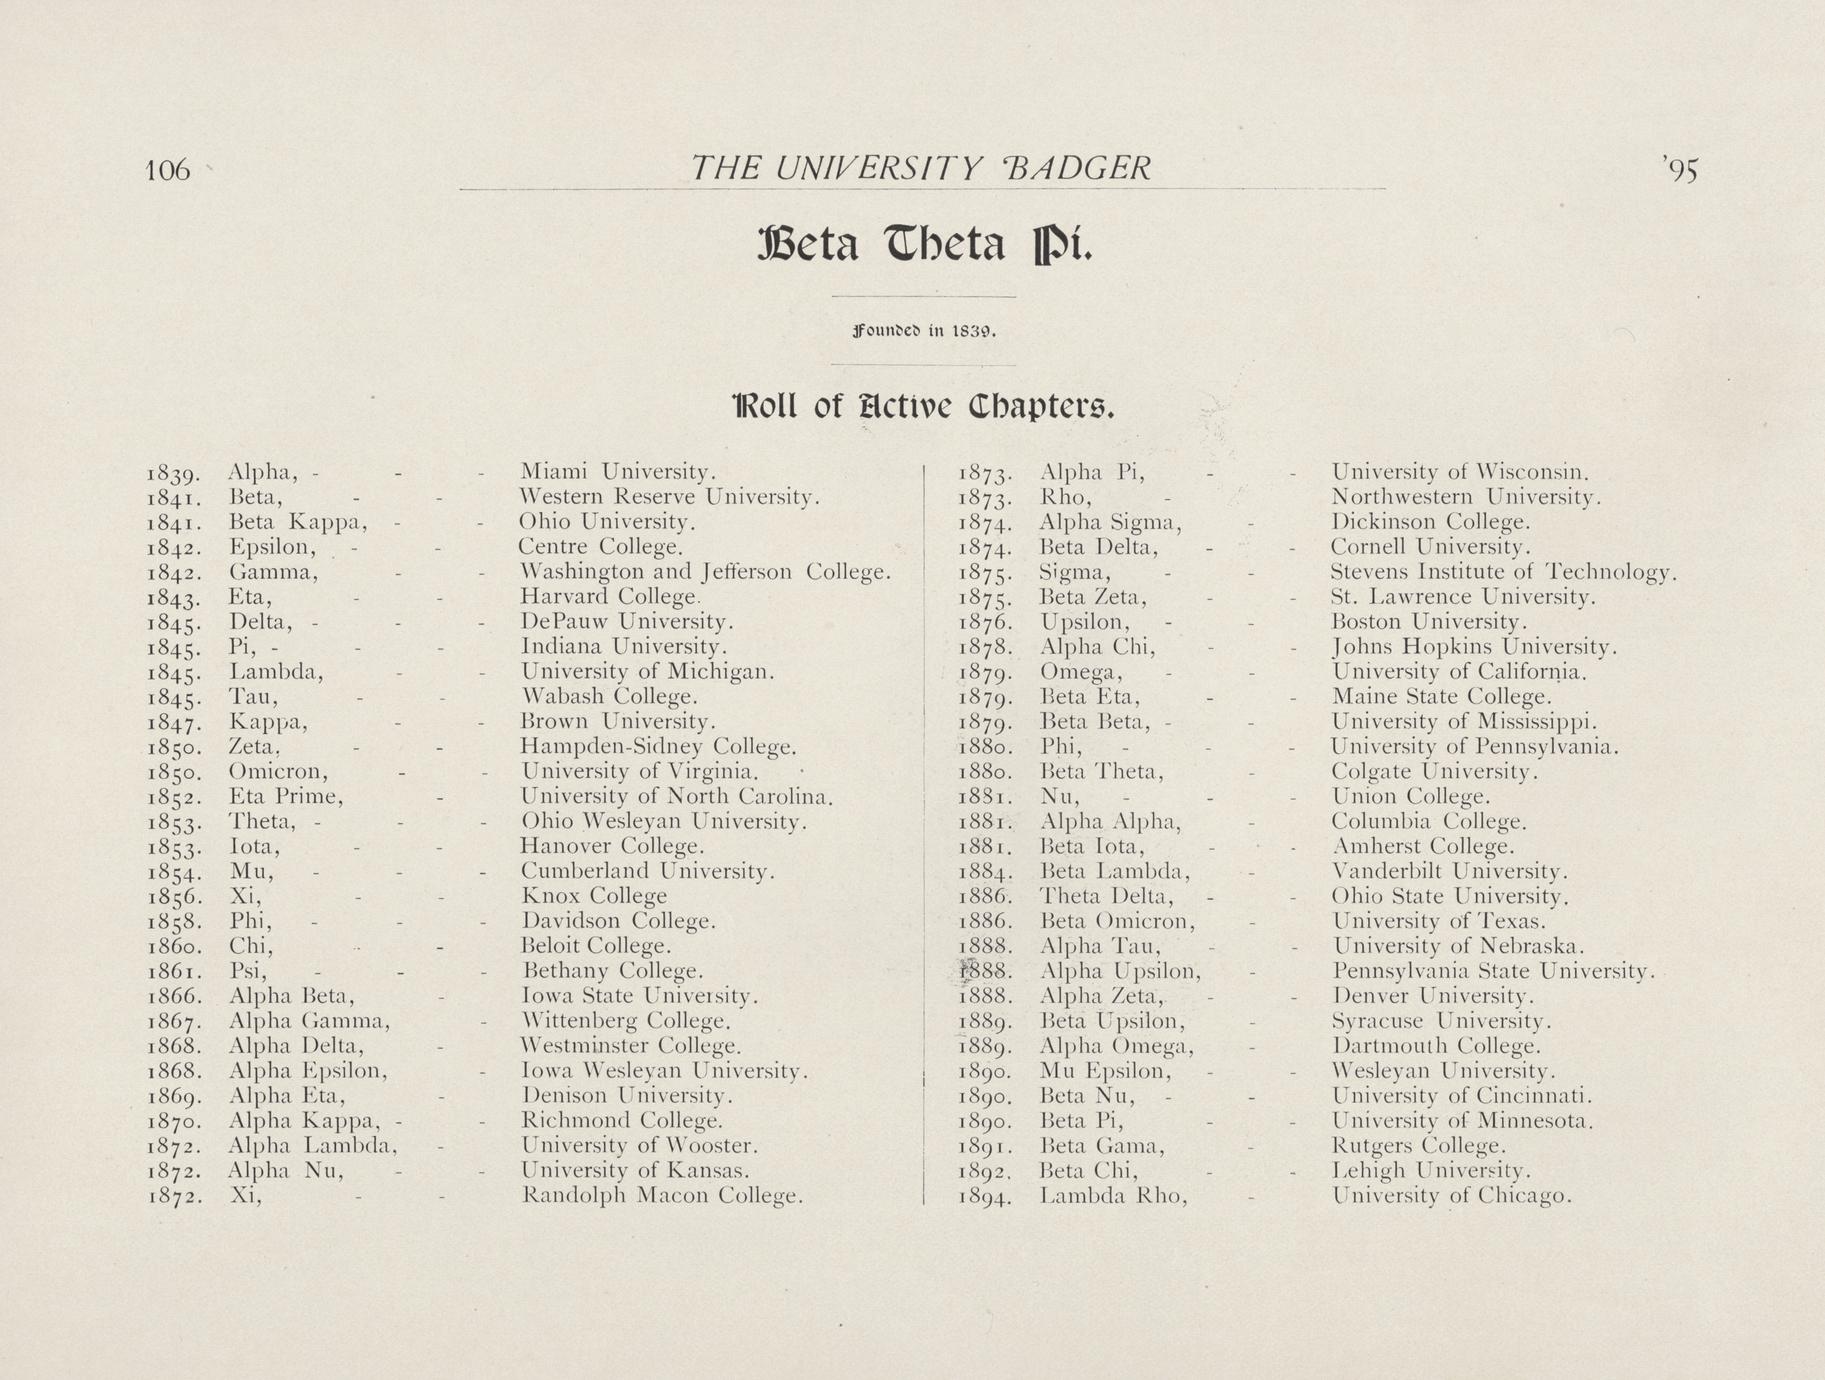 106 THE UNIVERSITY BADGER '95
Beta Theta Pi.
Founded in 1839.
Roll of Active Chapters.
1839. Alpha, - - - Miami University.
1841. Beta, - - Western Reserve University.
1841. Beta Kappa, - - Ohio University.
1842. Epsilon, - - Centre College.
1842. Gamma, - - Washington and Jefferson College.
1843. Eta, - - Harvard College.
1845. Delta, - - - DePauw University.
1845. Pi, - - - Indiana University.
1845. Lambda, - - University of Michigan.
1845. Tau, - - Wabash College.
1847. Kappa, - - Brown University.
1850. Zeta, - - Hampden-Sidney College.
1850. Omicron, - - University of Virginia.
1852. Eta Prime, - University of North Carolina.
1853. Theta, - - - Ohio Wesleyan University.
1853. Iota, - - Hanover College.
1854. Mu, - - - Cumberland University.
1856. Xi, - - Knox College
1858. Phi, - - - Davidson College.
1860. Chi, - - Beloit College.
1861. Psi, - - - Bethany College.
1866. Alpha Beta, - Iowa State University.
1867. Alpha Gamma, - Wittenberg College.
1868. Alpha Delta, - Westminster College.
1868. Alpha Epsilon, - Iowa Wesleyan University.
1869. Alpha Eta, - Denison University.
1870. Alpha Kappa, - - Richmond College.
1872. Alpha Lambda, - University of Wooster.
1872. Alpha Nu, - - University of Kansas.
1872. Xi, - - Randolph Macon College.
1873. Alpha Pi, - - University of Wisconsin.
1873. Rho, - Northwestern University.
1874. Alpha Sigma, - Dickinson College.
1874. Beta Delta, - - Cornell University.
1875. Sigma, - - Stevens Institute of Technology.
1875. Beta Zeta, - - St. Lawrence University.
1876. Upsilon, - - Boston University.
1878. Alpha Chi, - - Johns Hopkins University.
1879. Omega, - - University of California.
1879. Beta Eta, - - Maine State College.
1879. Beta Beta, - - University of Mississippi.
1880. Phi, - - - University of Pennsylvania.
1880. Beta Theta, - Colgate University.
1881. Nu, - - - Union College.
1881. Alpha Alpha, - Columbia College.
1881. Beta Iota, - - Amherst College.
1884. Beta Lambda, - Vanderbilt University.
1886. Theta Delta, - - Ohio State University.
1886. Beta Omicron, - University of Texas.
1888. Alpha Tau, - - University of Nebraska.
1888. Alpha Upsilon, - Pennsylvania State University.
1888. Alpha Zeta, - - Denver University.
1889. Beta Upsilon, - Syracuse University.
1889. Alpha Omega, - Dartmouth College.
1890. Mu Epsilon, - - Wesleyan University.
1890. Beta Nu, - - University of Cincinnati.
1890. Beta Pi, - - University of Minnesota.
1891. Beta Gama, - Rutgers College.
1892. Beta Chi, - - Lehigh University.
1894. Lambda Rho, - University of Chicago.